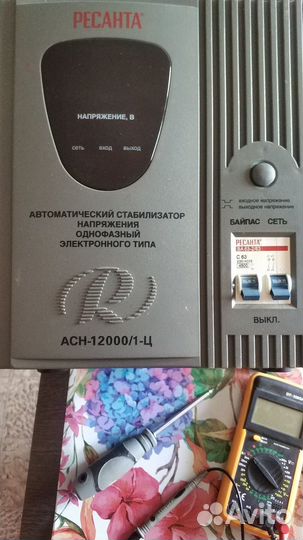 РЕСАНТА
НАПРЯЖЕНИЕ, В
сеть вход выход
входное напряжение
выходное напряжение
АВТОМАТИЧЕСКИЙ СТАБИЛИЗАТОР
НАПРЯЖЕНИЯ
ОДНОФАЗНЫЙ
ЭЛЕКТРОННОГО ТИПА
БАЙПАС СЕТЬ
РЕСАНТА
C 63
ВЫКЛ.
АСН-12000/1-Ц
Avito